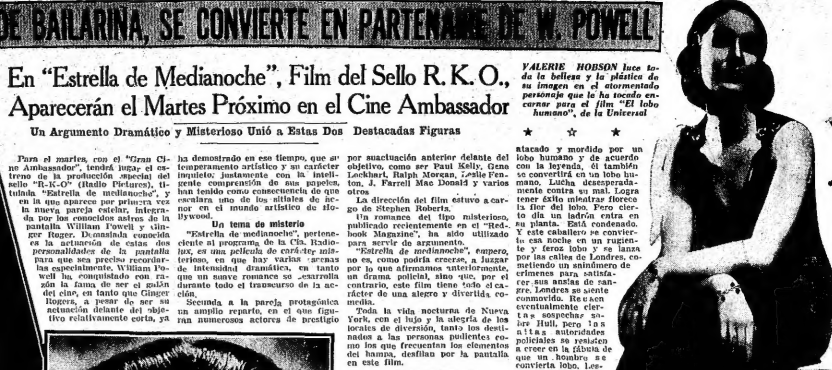 DE BAILARINA, SE CONVIERTE EN PARTENAIRE DE W. POWELL
En “Estrella de Medianoche”, Film del Sello R. K. O.,
Aparecerán el Martes Próximo en el Cine Ambassador
Un Argumento Dramático y Misterioso Unió a Estas Dos Destacadas Figuras
Para el martes, con el "Gran Ci-
ne Ambassador", tendrá lugar el es-
treno de la producción especial del
sello "R-K-O" (Radio Pictures), ti-
tulada "Estrella de medianoche", y
en la que aparece por primera vez
la nueva pareja estelar, integra-
da por los conocidos astros de la
pantalla William Powell y Gin-
ger Roger. Demasiado conocida
es la actuación de estas dos
personalidades de la pantalla
para que sea preciso recordar-
las especialmente. William Po-
well ha conquistado con ra-
zón la fama de ser el galán
del cine, en tanto que Ginger
Rogers, a pesar de ser su
actuación delante del obje-
tivo relativamente corta, ya
ha demostrado en ese tiempo, que su
temperamento artístico y su carácter
inquieto; justamente con la inteli-
gente comprensión de sus papeles,
han tenido como consecuencia de que
escalara uno de los sitiales de ho-
nor en el mundo artístico de Ho-
llywood.
Un tema de misterio
"Estrella de medianoche", pertene-
ciente al programa de la Cía. Radio-
lux, es una película de carácter mis-
terioso, en que hay varias escenas
de intensidad dramática, en tanto
que un suave romance se desarrolla
durante todo el transcurso de la ac-
ción.
Secunda a la pareja protagónica
un amplio reparto, en el que figu-
ran numerosos actores de prestigio
por suactuación anterior delante del
objetivo, como ser Paul Kelly, Gene
Lockhart, Ralph Morgan, Leslie Fen-
ton, J. Farrell Mac Donald y varios
otros
La dirección del film estuvo a car-
go de Stephen Roberts.
Un romance del tipo misterioso,
publicado recientemente en el "Red-
book Magazine", ha sido utilizado
para servir de argumento.
"Estrella de medianoche", empero,
no es, como podría creerse, a juzgar
por lo que afirmamos anteriormente,
un drama policial, sino que, por el
contrario, este film tiene todo el ca-
rácter de una alegre y divertida co-
media.
Toda la vida nocturna de Nueva
York, con el lujo y la alegría de los
locales de diversión, tanto los desti-
nados a las personas pudientes co-
mo los que frecuentan los elementos
del hampa, desfilan por la pantalla
en este film.
VALERIE HOBSON luce to-
da la belleza y la plástica de
su imagen en el atormentado
personaje que le ha tocado en-
carnar para el film "El lobo
humano", de la Universal
atacado y mordido por un
lobo humano y de acuerdo
con la leyenda, él también
se convertirá en un lobo hu-
mano. Lucha desesperada-
mente contra su mal. Logra
tener éxito mientras florece
la flor del lobo. Pero cier-
to día un ladrón entra en
su planta. Está condenado.
Y este caballero se convier-
te esa noche en un rugien-
te y feroz lobo y se lanza
por las calles de Londres, co-
metiendo un sinnúmero de
crímenes para satisfa-
cer sus ansias de san-
gre. Londres se siente
conmovido. Recaen
eventualmente cier-
tas sospechas so-
bre Hull, pero las
altas autoridades
policiales se resisten
a creer en la fábula de
que un hombre se
convierta lobo. Les-